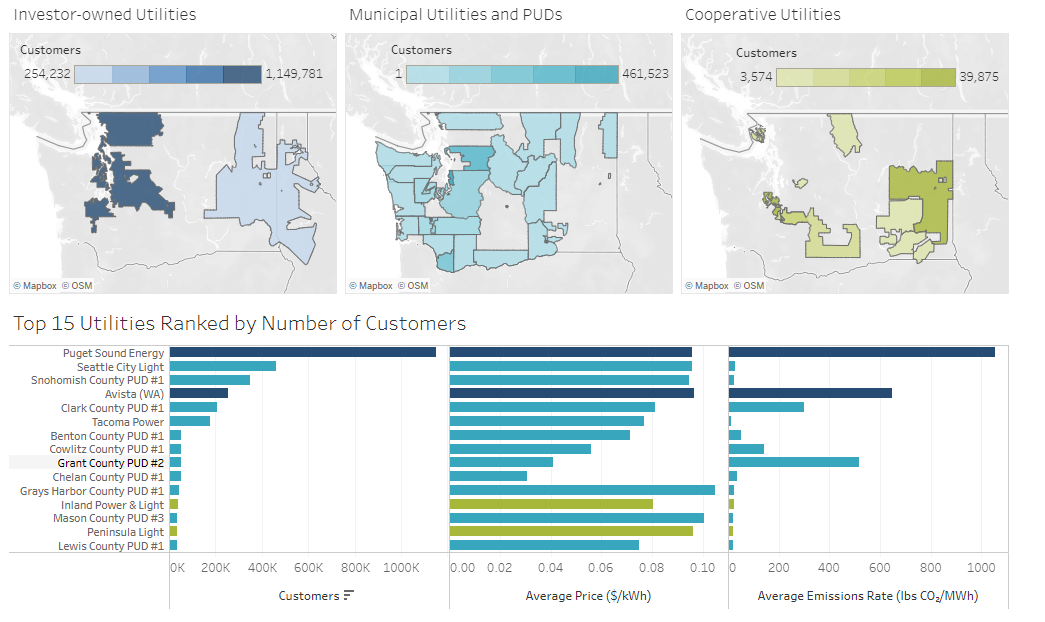 Investor-owned Utilities
Municipal Utilities and PUDs
Cooperative Utilities
Customers
254,232
1,149,781
Customers
1
461,523
Customers
3,574
39,875
© Mapbox © OSM
© Mapbox © OSM
© Mapbox © OSM
Top 15 Utilities Ranked by Number of Customers
Puget Sound Energy
Seattle City Light
Snohomish County PUD #1
Avista (WA)
Clark County PUD #1
Tacoma Power
Benton County PUD #1
Cowlitz County PUD #1
Grant County PUD #2
Chelan County PUD #1
Grays Harbor County PUD #1
Inland Power & Light
Mason County PUD #3
Peninsula Light
Lewis County PUD #1
0K 200K 400K 600K 800K 1000K
0.00 0.02 0.04 0.06 0.08 0.10
0 200 400 600 800 1000
Customers
Average Price ($/kWh)
Average Emissions Rate (lbs CO₂/MWh)